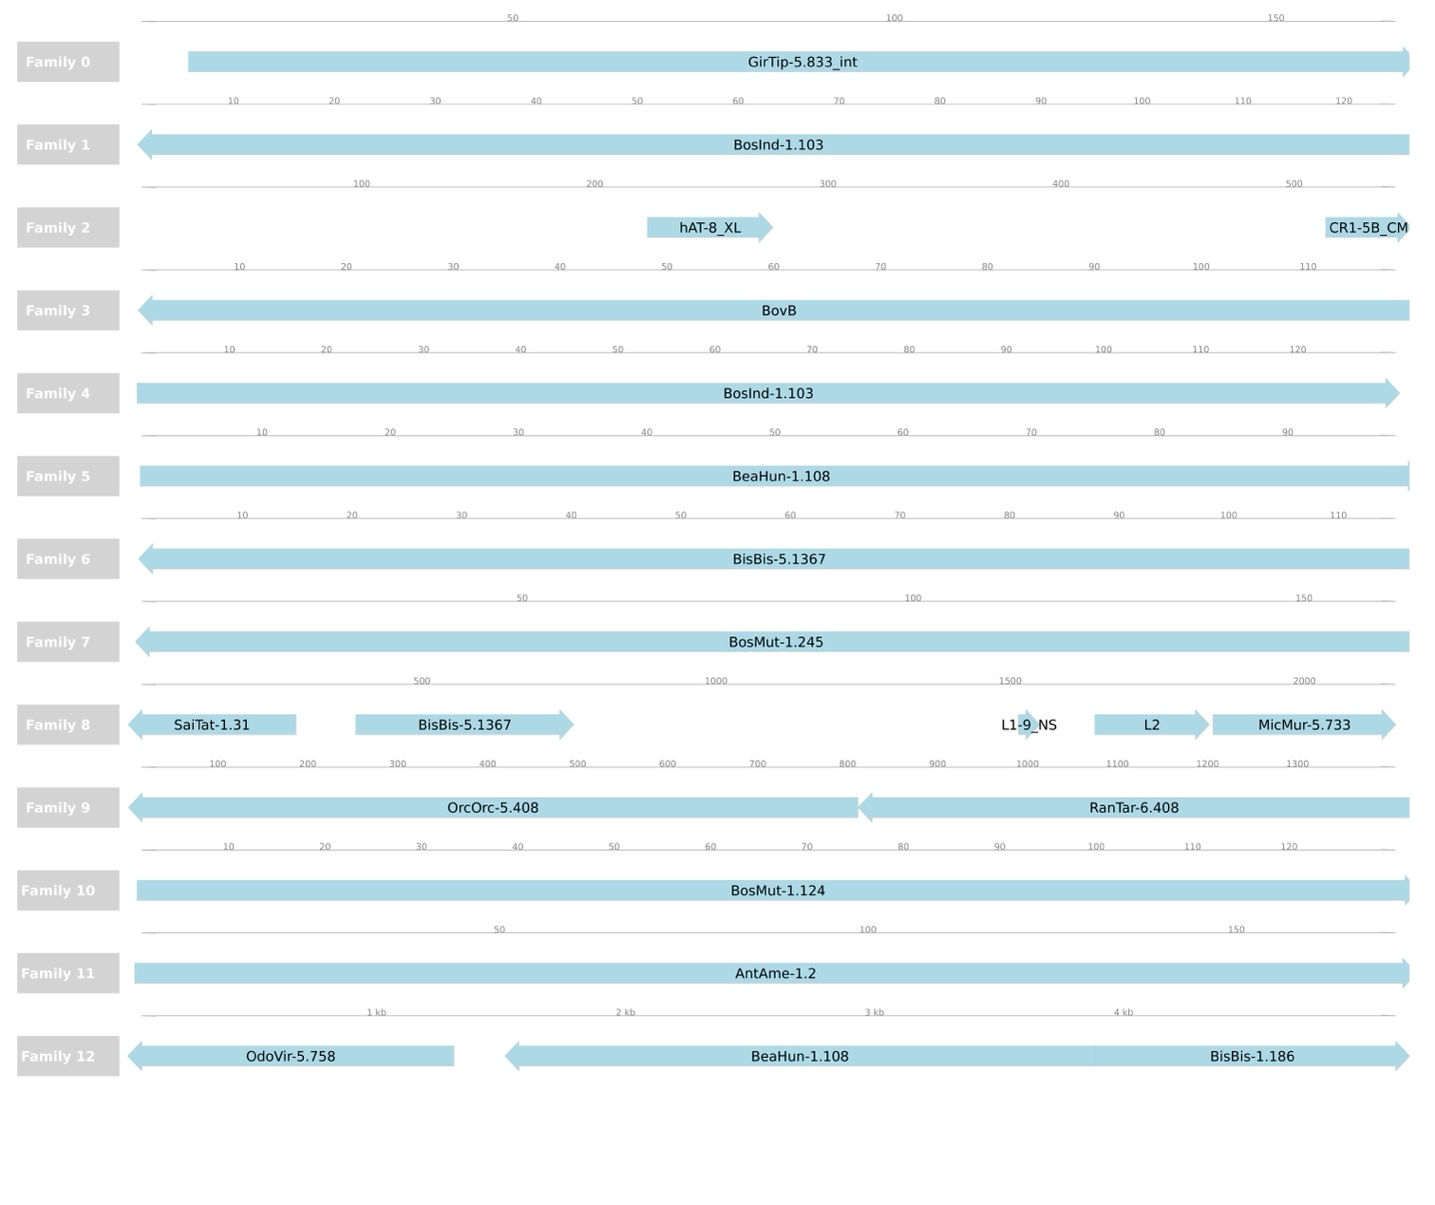 50 100 150
Family 0 GirTip-5.833_int
10 20 30 40 50 60 70 80 90 100 110 120
Family 1 BosInd-1.103
100 200 300 400 500
Family 2 hAT-8_XL CR1-5B_CM
10 20 30 40 50 60 70 80 90 100 110
Family 3 BovB
10 20 30 40 50 60 70 80 90 100 110 120
Family 4 BosInd-1.103
10 20 30 40 50 60 70 80 90
Family 5 BeaHun-1.108
10 20 30 40 50 60 70 80 90 100 110
Family 6 BisBis-5.1367
50 100 150
Family 7 BosMut-1.245
500 1000 1500 2000
Family 8 SaiTat-1.31 BisBis-5.1367 L1-9_NS L2 MicMur-5.733
100 200 300 400 500 600 700 800 900 1000 1100 1200 1300
Family 9 OrcOrc-5.408 RanTar-6.408
10 20 30 40 50 60 70 80 90 100 110 120
Family 10 BosMut-1.124
50 100 150
Family 11 AntAme-1.2
1 kb 2 kb 3 kb 4 kb
Family 12 OdoVir-5.758 BeaHun-1.108 BisBis-1.186